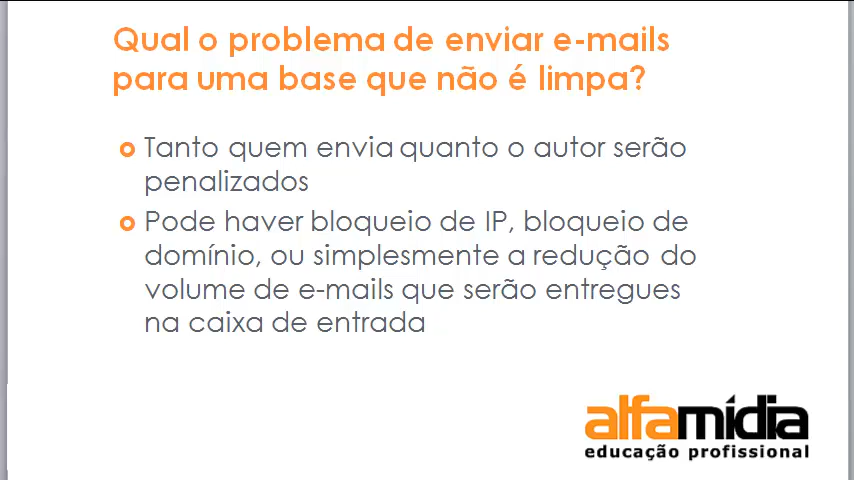 Qual o problema de enviar e-mails
para uma base que não é limpa?
Tanto quem envia quanto o autor serão
penalizados
Pode haver bloqueio de IP, bloqueio de
domínio, ou simplesmente a redução do
volume de e-mails que serão entregues
na caixa de entrada
alfamídia
educação profissional